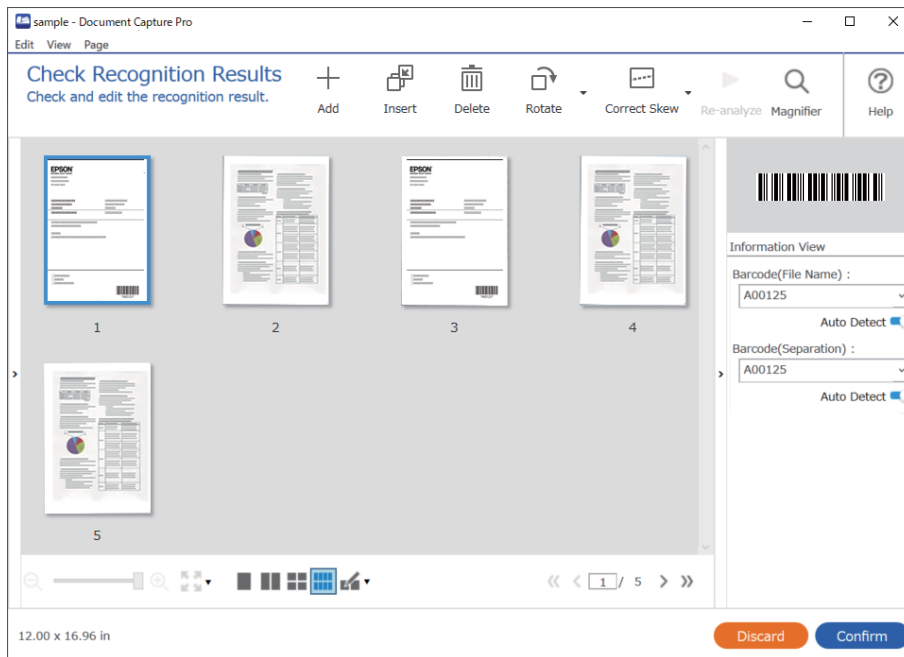 sample - Document Capture Pro
Edit View Page
Check Recognition Results
Check and edit the recognition result.
Add
Insert
Delete
Rotate
Correct Skew
Re-analyze
Magnifier
Help
EPSON
EPSON
1
2
3
4
5
Information View
Barcode(File Name) :
A00125
Auto Detect
Barcode(Separation) :
A00125
Auto Detect
1 / 5
12.00 x 16.96 in
Discard
Confirm